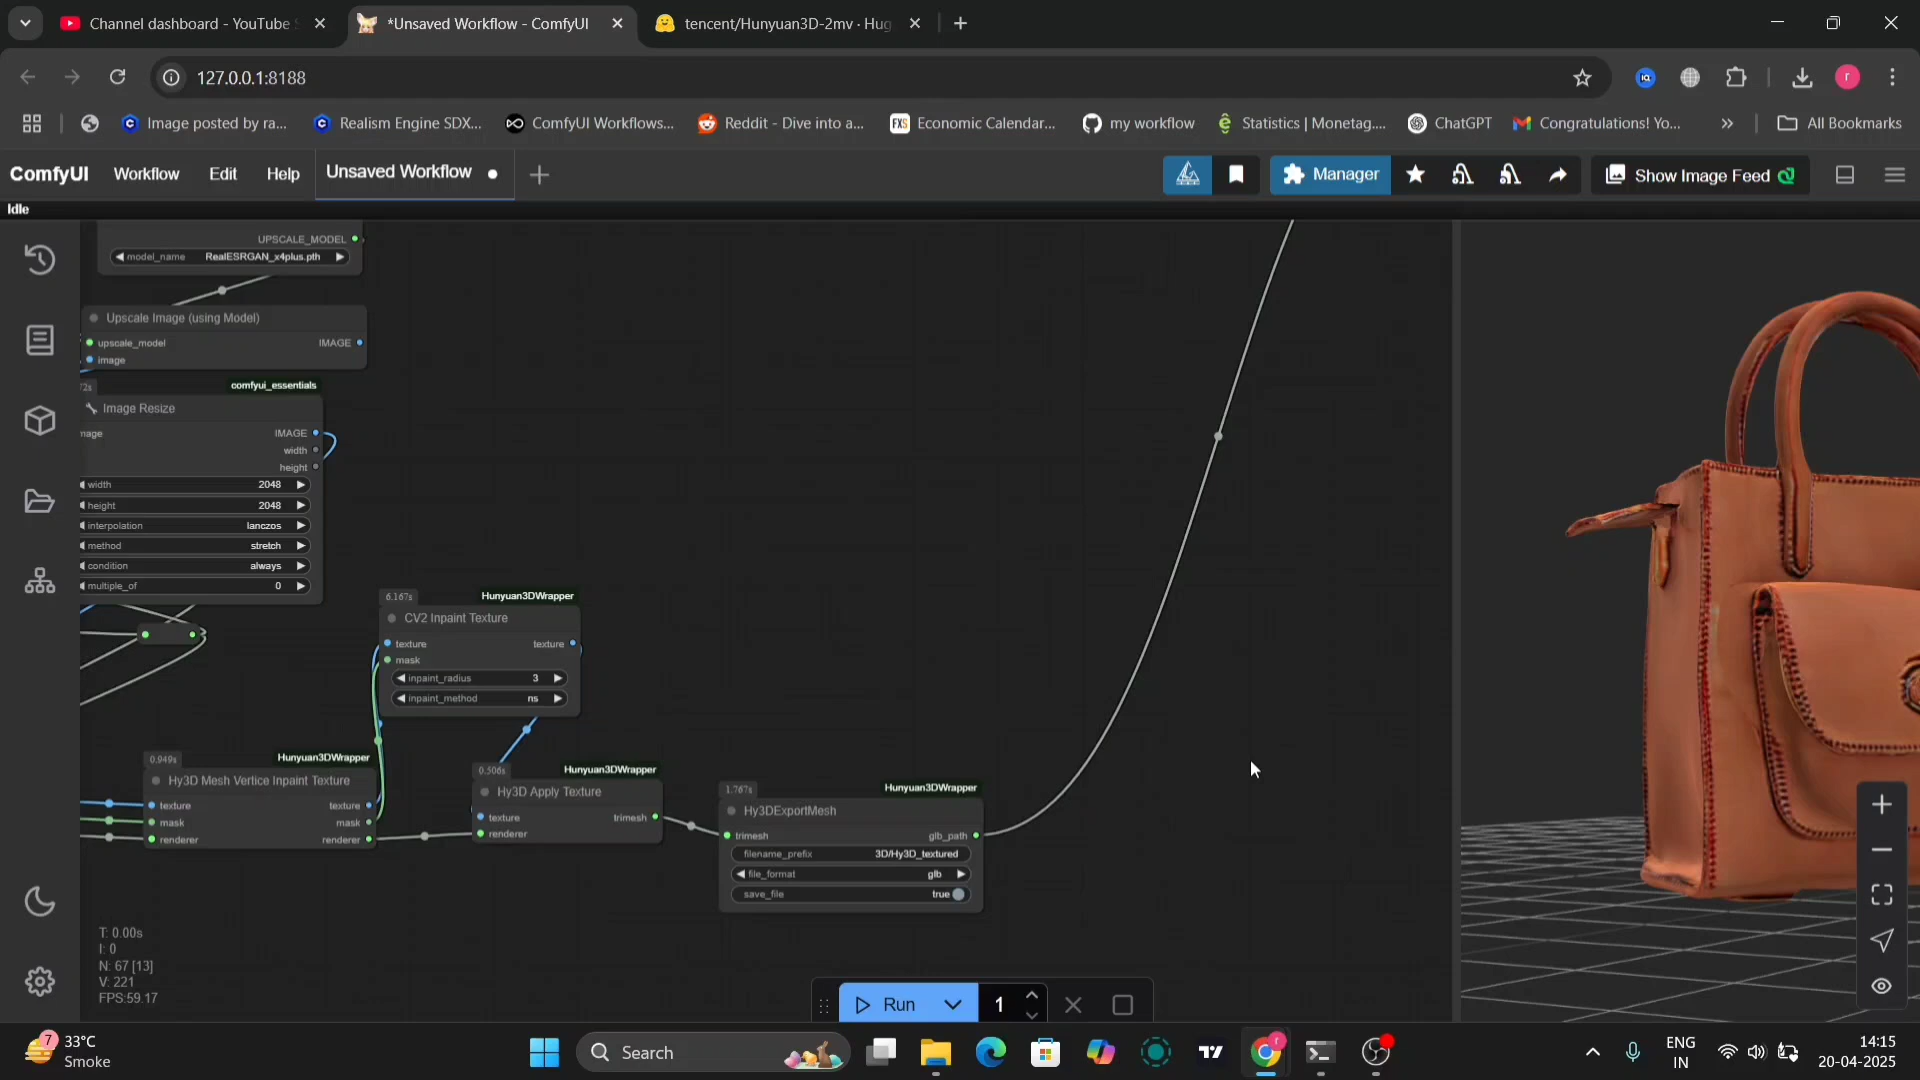 Channel dashboard - YouTube
*Unsaved Workflow - ComfyUI
tencent/Hunyuan3D-2mv · Hug
127.0.0.1:8188
Image posted by ra...
Realism Engine SDX...
ComfyUI Workflows...
Reddit - Dive into a...
Economic Calendar...
my workflow
Statistics | Monetag....
ChatGPT
Congratulations! Yo...
All Bookmarks
ComfyUI
Workflow
Edit
Help
Unsaved Workflow
Manager
Show Image Feed
Idle
UPSCALE_MODEL
model_name RealESRGAN_x4plus.pth
Upscale Image (using Model)
upscale_model IMAGE
image
comfyui_essentials
Image Resize
IMAGE
width
height
width 2048
height 2048
interpolation lanczos
method stretch
condition always
multiple_of 0
6.167s Hunyuan3DWrapper
CV2 Inpaint Texture
texture texture
mask
inpaint_radius 3
inpaint_method ns
0.949s Hunyuan3DWrapper
Hy3D Mesh Vertice Inpaint Texture
texture texture
mask mask
renderer renderer
0.506s Hunyuan3DWrapper
Hy3D Apply Texture
texture trimesh
renderer
1.767s Hunyuan3DWrapper
Hy3DExportMesh
trimesh glb_path
filename_prefix 3D/Hy3D_textured
file_format glb
save_file true
T: 0.00s
I: 0
N: 67 [13]
V: 221
FPS:59.17
Run 1
7
33°C
Smoke
Search
ENG
IN
14:15
20-04-2025